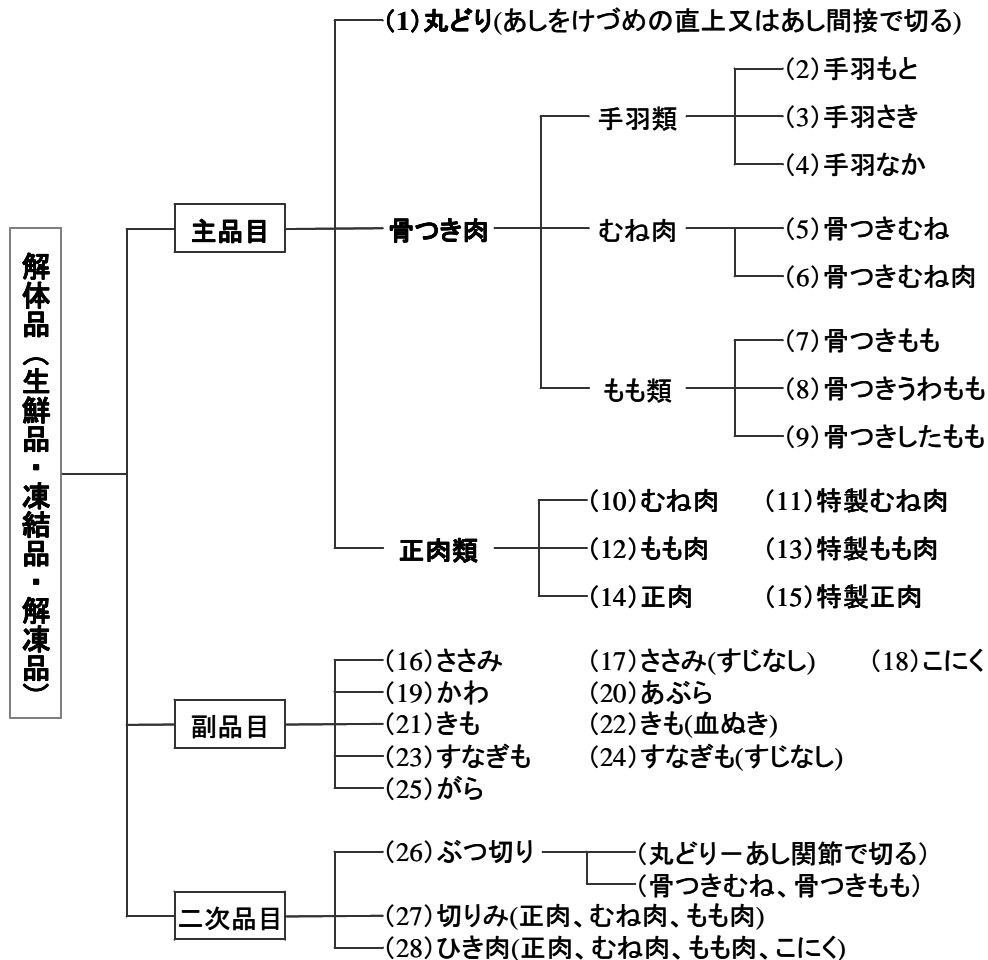 解体品（生鮮品・凍結品・解凍品）
主品目
(1)丸どり(あしをけづめの直上又はあし間接で切る)
骨つき肉
手羽類
(2)手羽もと
(3)手羽さき
(4)手羽なか
むね肉
(5)骨つきむね
(6)骨つきむね肉
もも類
(7)骨つきもも
(8)骨つきうわもも
(9)骨つきしたもも
正肉類
(10)むね肉 (11)特製むね肉
(12)もも肉 (13)特製もも肉
(14)正肉 (15)特製正肉
副品目
(16)ささみ (17)ささみ(すじなし) (18)こにく
(19)かわ (20)あぶら
(21)きも (22)きも(血ぬき)
(23)すなぎも (24)すなぎも(すじなし)
(25)がら
二次品目
(26)ぶつ切り
(丸どりーあし関節で切る)
(骨つきむね、骨つきもも)
(27)切りみ(正肉、むね肉、もも肉)
(28)ひき肉(正肉、むね肉、もも肉、こにく)